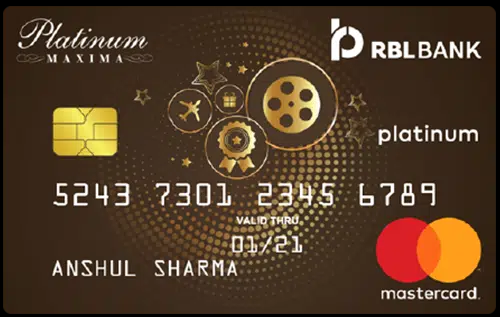 Platinum
MAXIMA
RBLBANK
platinum
5243 7301 2345 6789
VALID THRU
01/21
ANSHUL SHARMA
mastercard.